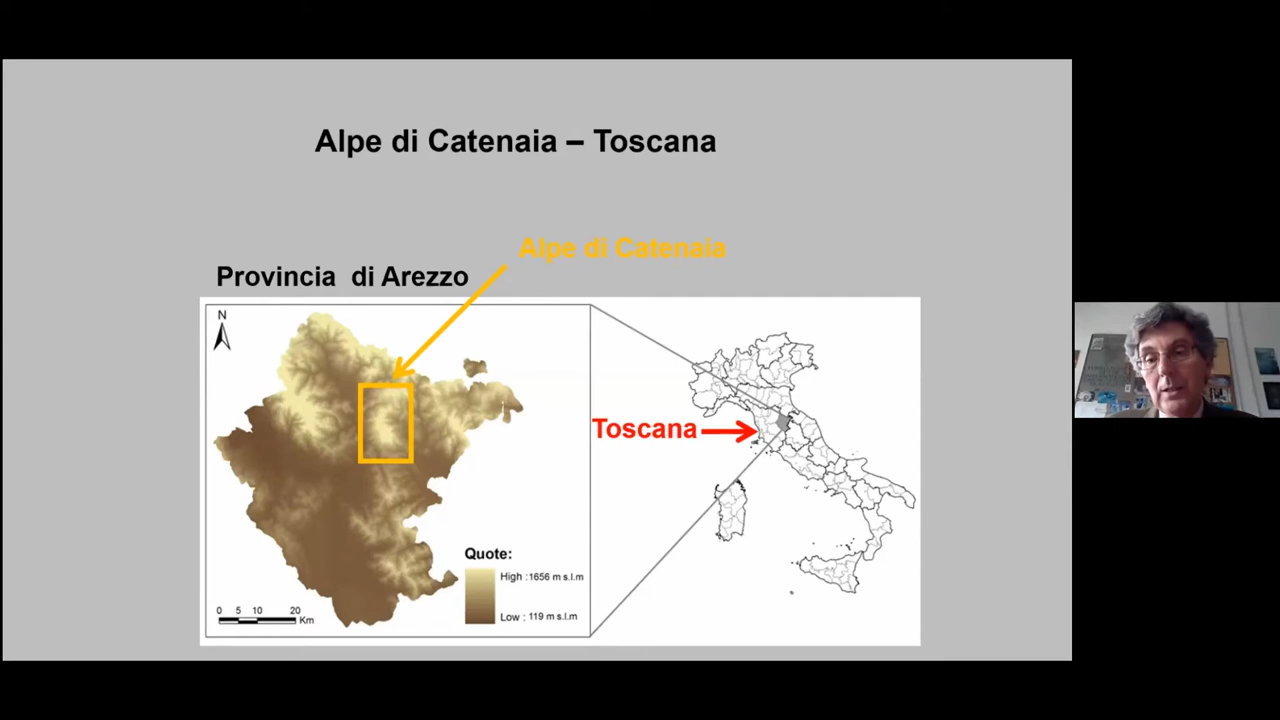 Alpe di Catenaia – Toscana
Alpe di Catenaia
Provincia di Arezzo
N
Toscana
Quote:
High : 1656 m s.l.m
Low : 119 m s.l.m
0 5 10 20
Km